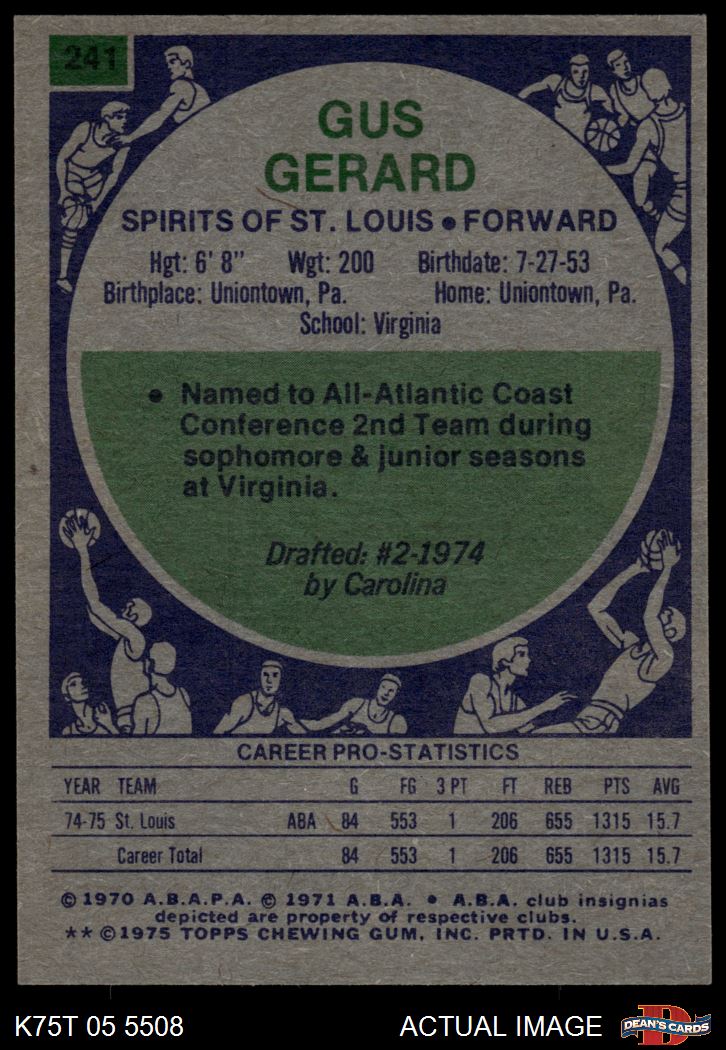 241
GUS
GERARD
SPIRITS OF ST. LOUIS • FORWARD
Hgt: 6' 8" Wgt: 200 Birthdate: 7-27-53
Birthplace: Uniontown, Pa. Home: Uniontown, Pa.
School: Virginia
• Named to All-Atlantic Coast
Conference 2nd Team during
sophomore & junior seasons
at Virginia.
Drafted: #2-1974
by Carolina
CAREER PRO-STATISTICS
YEAR TEAM G FG 3 PT FT REB PTS AVG
74-75 St. Louis ABA 84 553 1 206 655 1315 15.7
Career Total 84 553 1 206 655 1315 15.7
© 1970 A.B.A.P.A. © 1971 A.B.A. • A.B.A. club insignias
depicted are property of respective clubs.
** © 1975 TOPPS CHEWING GUM, INC. PRTD. IN U.S.A.
K75T 05 5508 ACTUAL IMAGE
D
DEAN'S CARDS